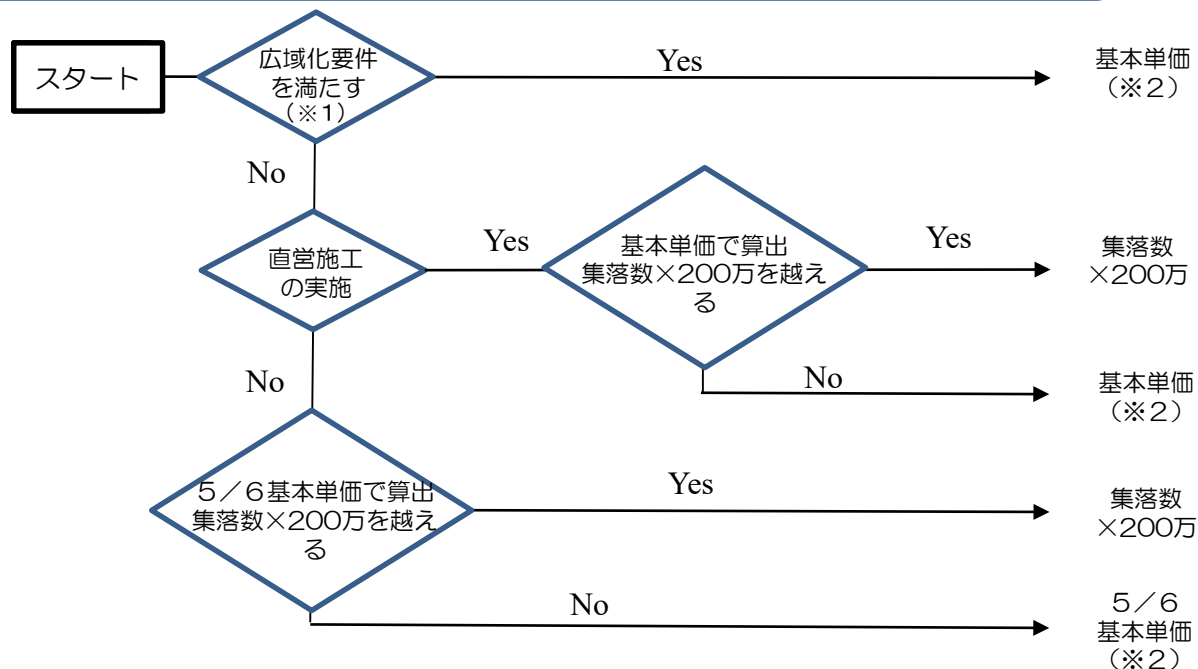 スタート
広域化要件
を満たす
（※1）
Yes
基本単価
（※２）
No
直営施工
の実施
Yes
基本単価で算出
集落数×200万を越え
る
Yes
集落数
×200万
No
基本単価
（※２）
No
５／６基本単価で算出
集落数×200万を越え
る
Yes
集落数
×200万
No
５／６
基本単価
（※２）